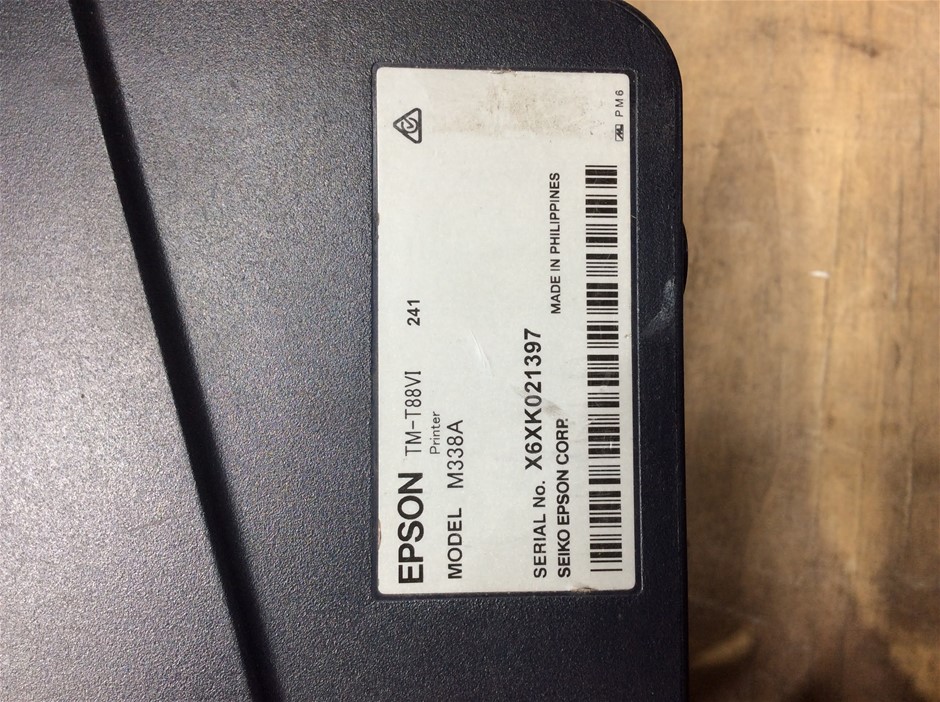 EPSON TM-T88VI 241
Printer
MODEL M338A
SERIAL No. X6XK021397
SEIKO EPSON CORP. MADE IN PHILIPPINES
PM6